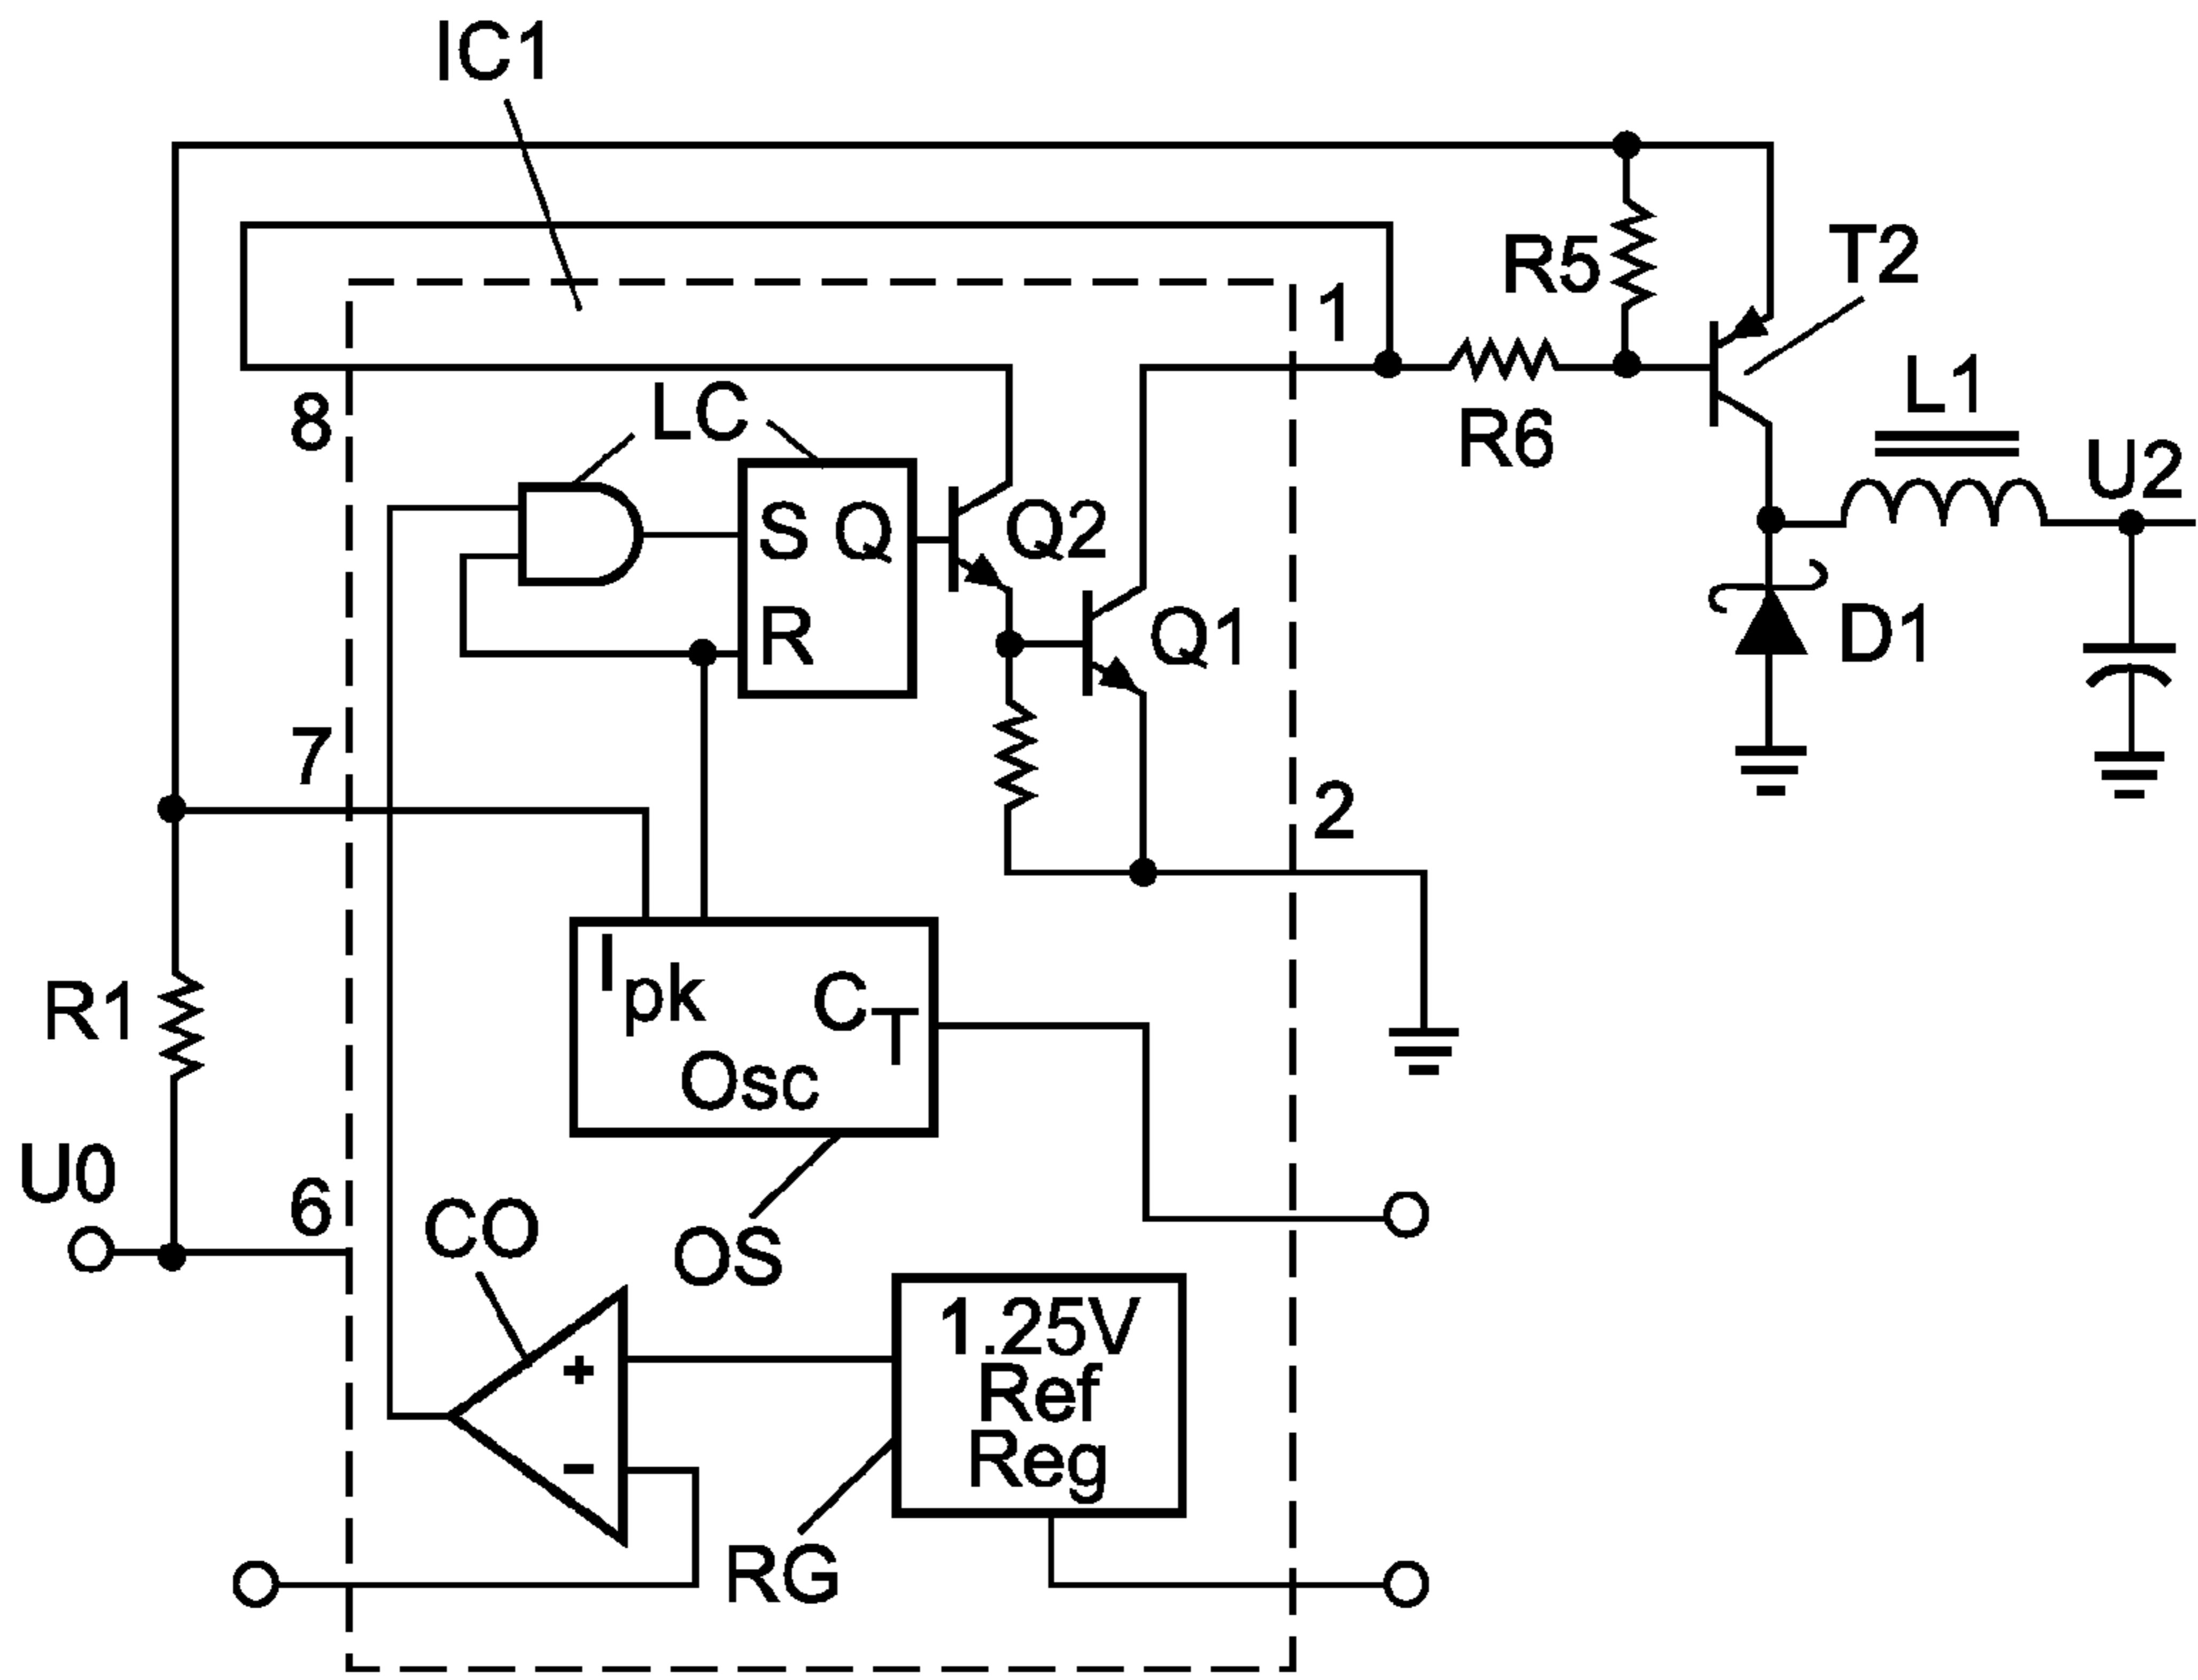 IC1
R5
T2
1
8
LC
R6
L1
U2
S Q
R
Q2
Q1
D1
7
2
R1
Ipk
CT
Osc
U0
6
CO
OS
1.25V
Ref
Reg
+
-
RG